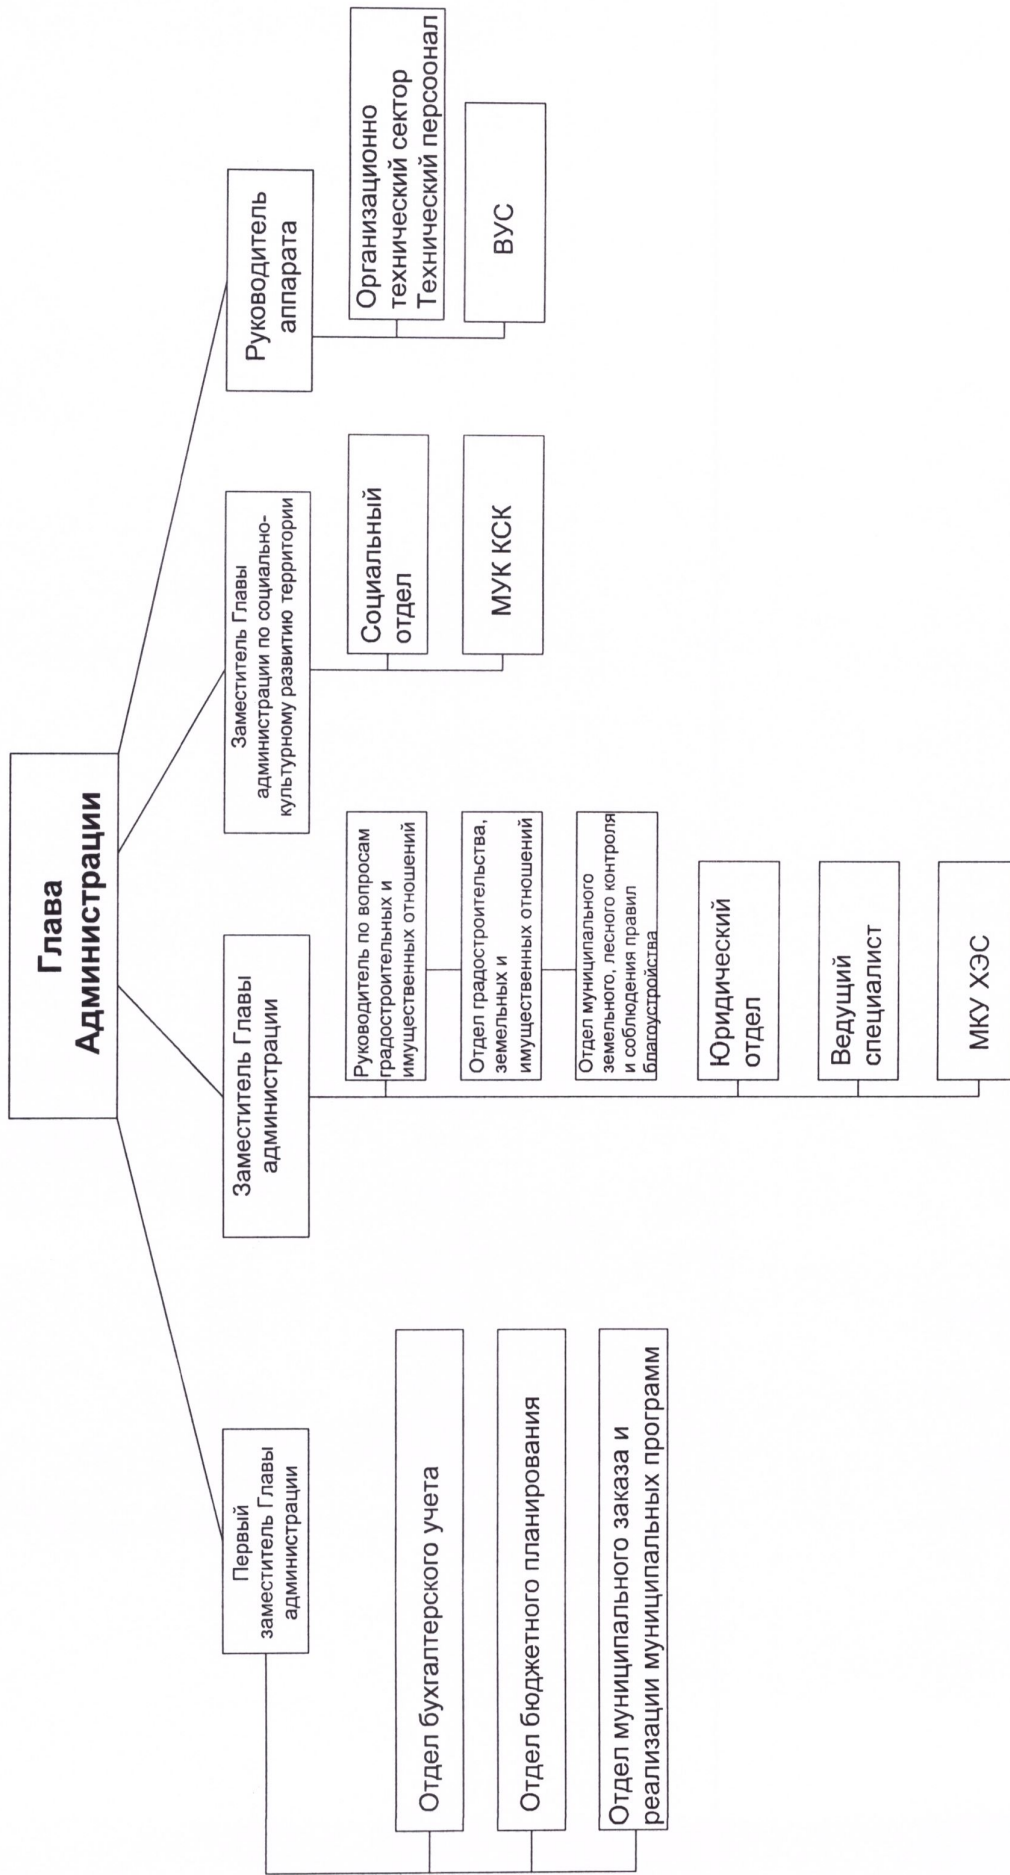 Глава
Администрации
Первый
заместитель Главы
администрации
Отдел бухгалтерского учета
Отдел бюджетного планирования
Отдел муниципального заказа и
реализации муниципальных программ
Заместитель Главы
администрации
Руководитель по вопросам
градостроительных и
имущественных отношений
Отдел градостроительства,
земельных и
имущественных отношений
Отдел муниципального
земельного, лесного контроля
и соблюдения правил
благоустройства
Юридический
отдел
Ведущий
специалист
МКУ ХЭС
Заместитель Главы
администрации по социально-
культурному развитию территории
Социальный
отдел
МУК КСК
Руководитель
аппарата
Организационно
технический сектор
Технический персоонал
ВУС